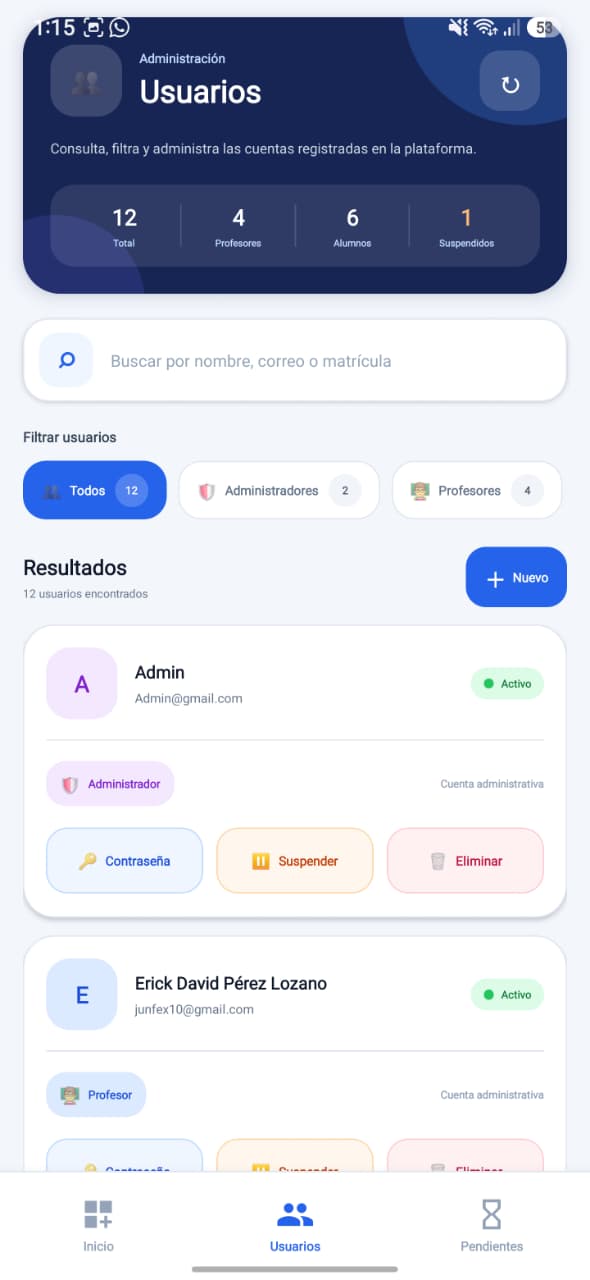 1:15
53
Administración
Usuarios
Consulta, filtra y administra las cuentas registradas en la plataforma.
12 4 6 1
Total Profesores Alumnos Suspendidos
Buscar por nombre, correo o matrícula
Filtrar usuarios
Todos 12 Administradores 2 Profesores 4
Resultados
12 usuarios encontrados
+ Nuevo
A
Admin
Admin@gmail.com
Activo
Administrador
Cuenta administrativa
Contraseña Suspender Eliminar
E
Erick David Pérez Lozano
junfex10@gmail.com
Activo
Profesor
Cuenta administrativa
Contraseña Suspender Eliminar
Inicio Usuarios Pendientes